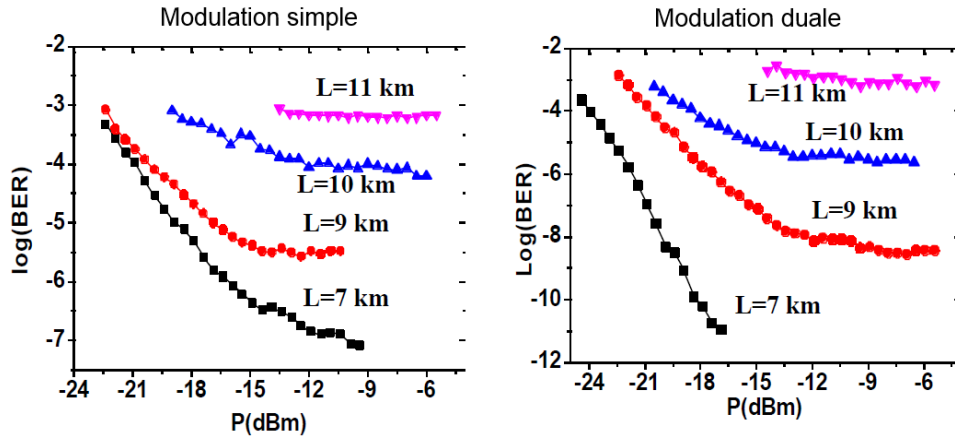 Modulation simple
-2
-3
-4
-5
-6
-7
log(BER)
L=11 km
L=10 km
L=9 km
L=7 km
-24 -21 -18 -15 -12 -9 -6
P(dBm)
Modulation duale
-2
-4
-6
-8
-10
-12
Log(BER)
L=11 km
L=10 km
L=9 km
L=7 km
-24 -21 -18 -15 -12 -9 -6
P(dBm)